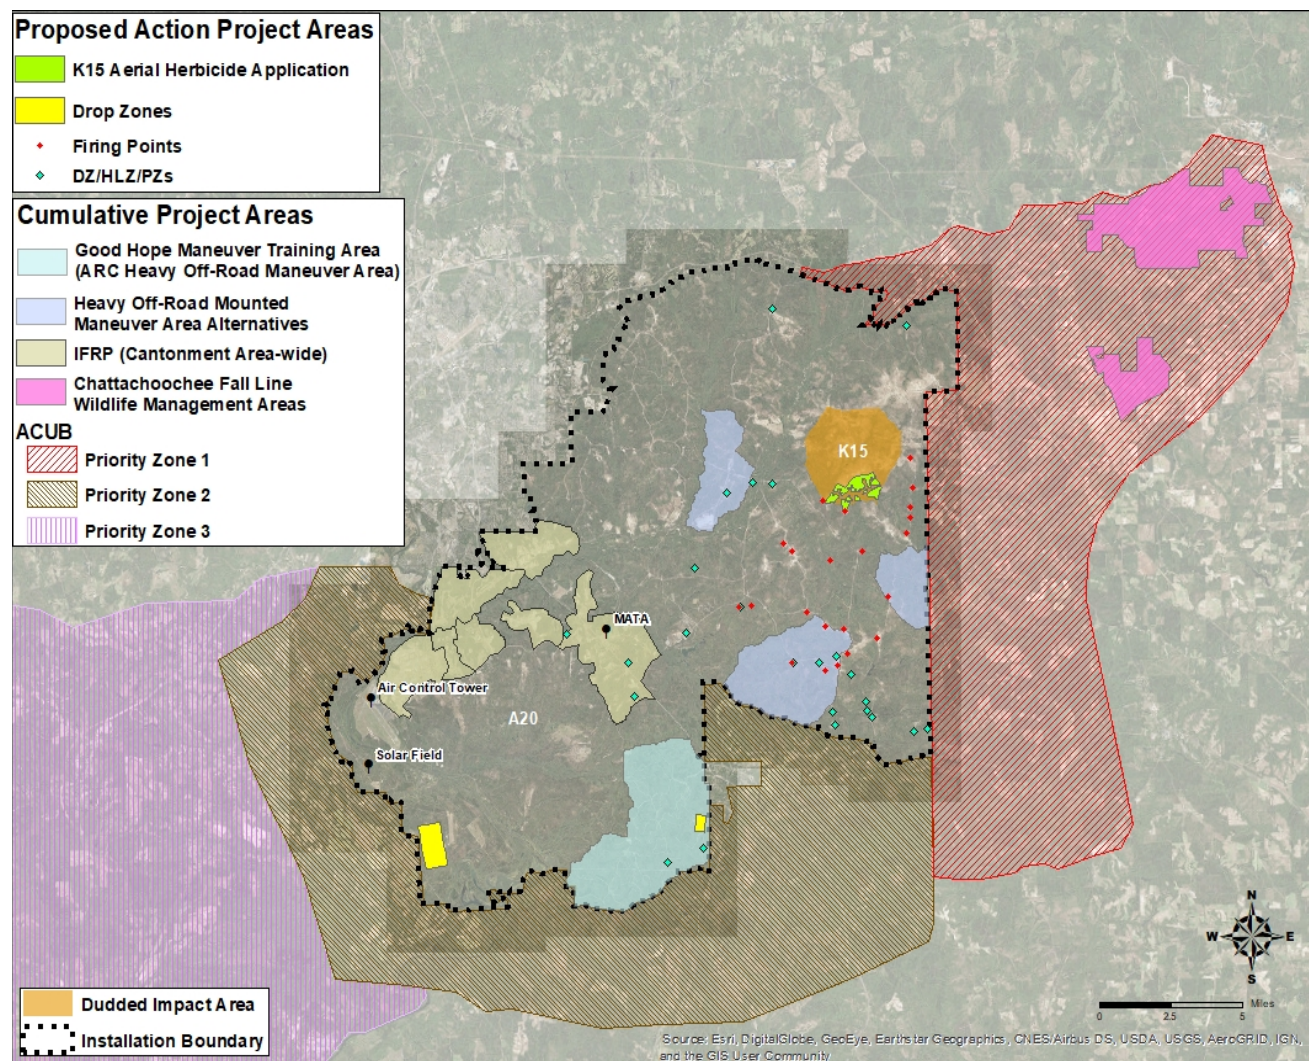 Proposed Action Project Areas
K15 Aerial Herbicide Application
Drop Zones
Firing Points
DZ/HLZ/PZs
Cumulative Project Areas
Good Hope Maneuver Training Area
(ARC Heavy Off-Road Maneuver Area)
Heavy Off-Road Mounted
Maneuver Area Alternatives
IFRP (Cantonment Area-wide)
Chattachoochee Fall Line
Wildlife Management Areas
ACUB
Priority Zone 1
Priority Zone 2
Priority Zone 3
K15
MATA
Air Control Tower
A20
Solar Field
N
W E
S
Dudded Impact Area
Installation Boundary
Miles
0 2.5 5
Source: Esri, DigitalGlobe, GeoEye, Earthstar Geographics, CNES/Airbus DS, USDA, USGS, AeroGRID, IGN,
and the GIS User Community